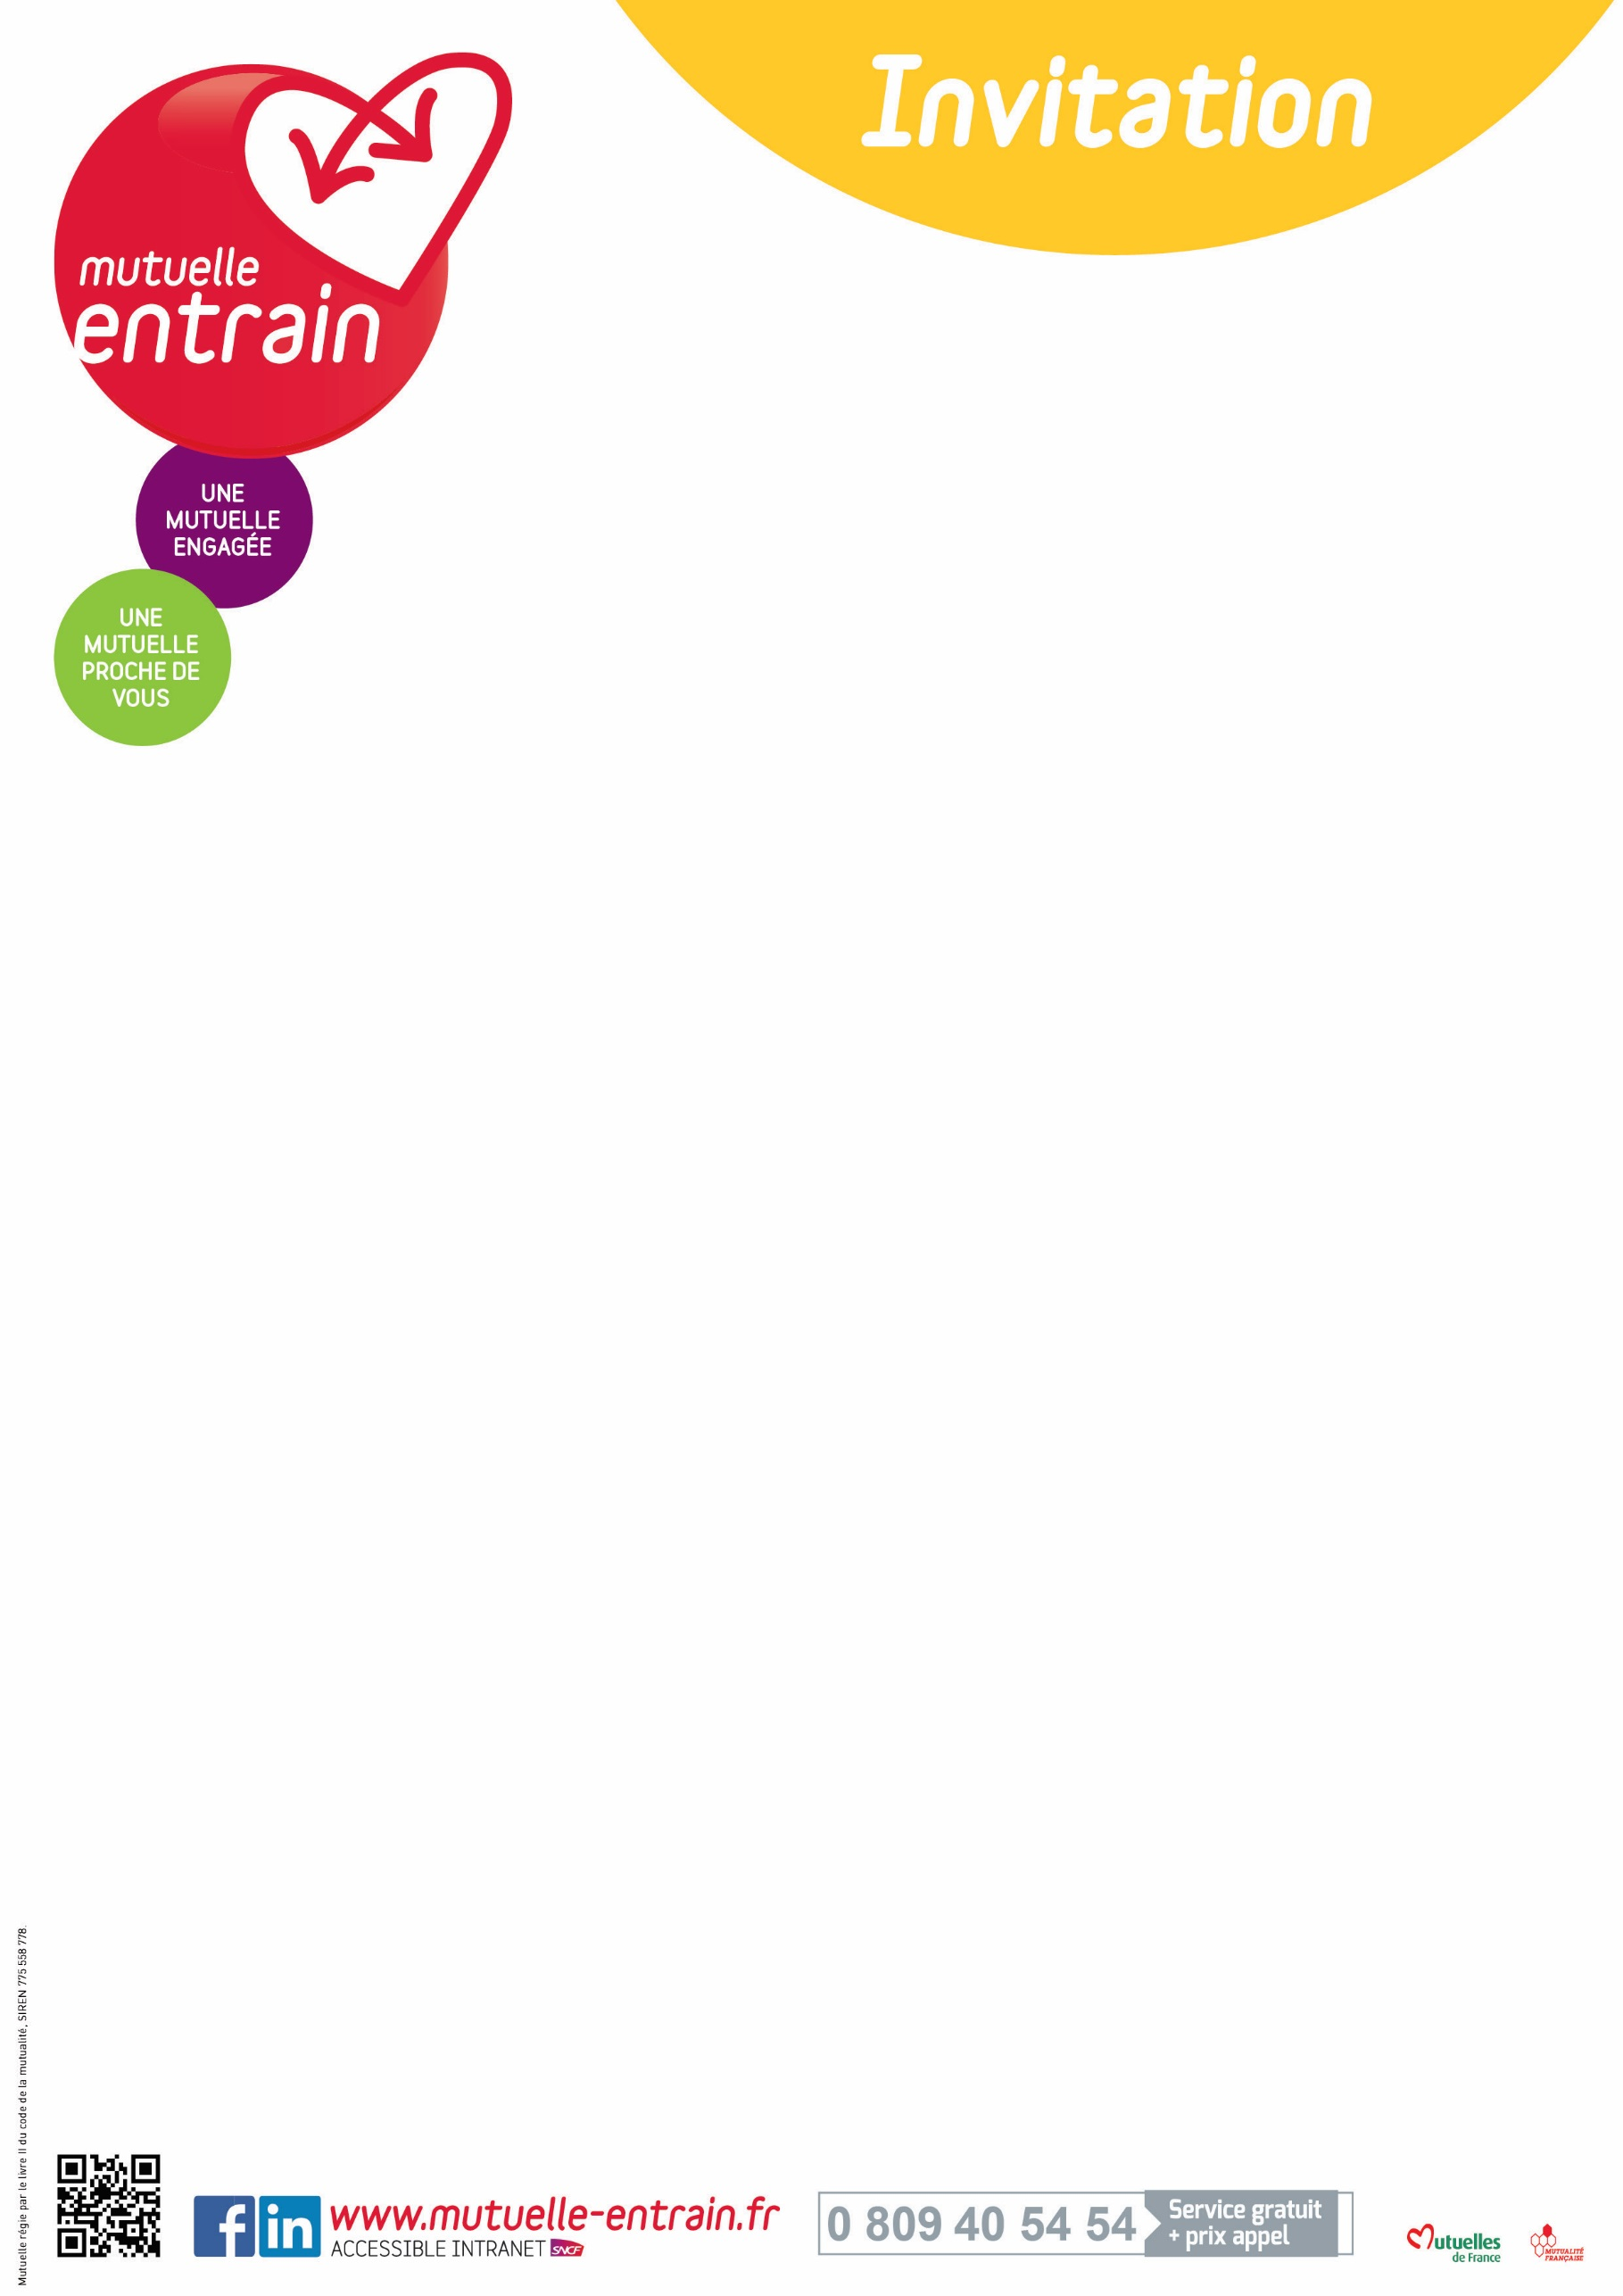 Invitation
mutuelle
entrain
UNE
MUTUELLE
ENGAGÉE
UNE
MUTUELLE
PROCHE DE
VOUS
Mutuelle régie par le livre II du code de la mutualité, SIREN 775 558 778.
f in
www.mutuelle-entrain.fr
ACCESSIBLE INTRANET SNCF
0 809 40 54 54
Service gratuit
+ prix appel
Mutuelles
de France
MUTUALITÉ
FRANÇAISE